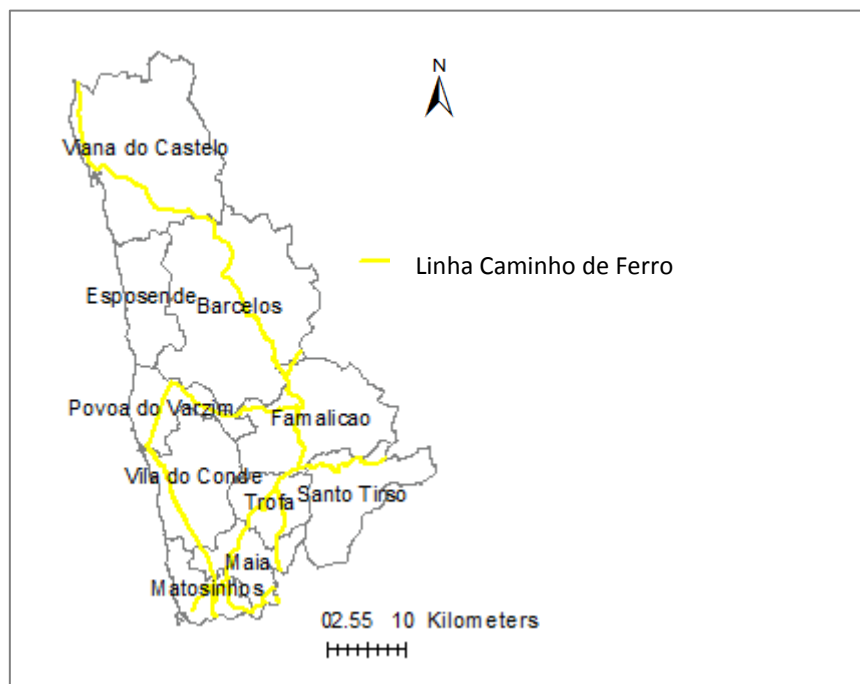 N
Viana do Castelo
Linha Caminho de Ferro
Esposende
Barcelos
Povoa do Varzim
Famalicao
Vila do Conde
Trofa
Santo Tirso
Maia
Matosinhos
02.55 10 Kilometers